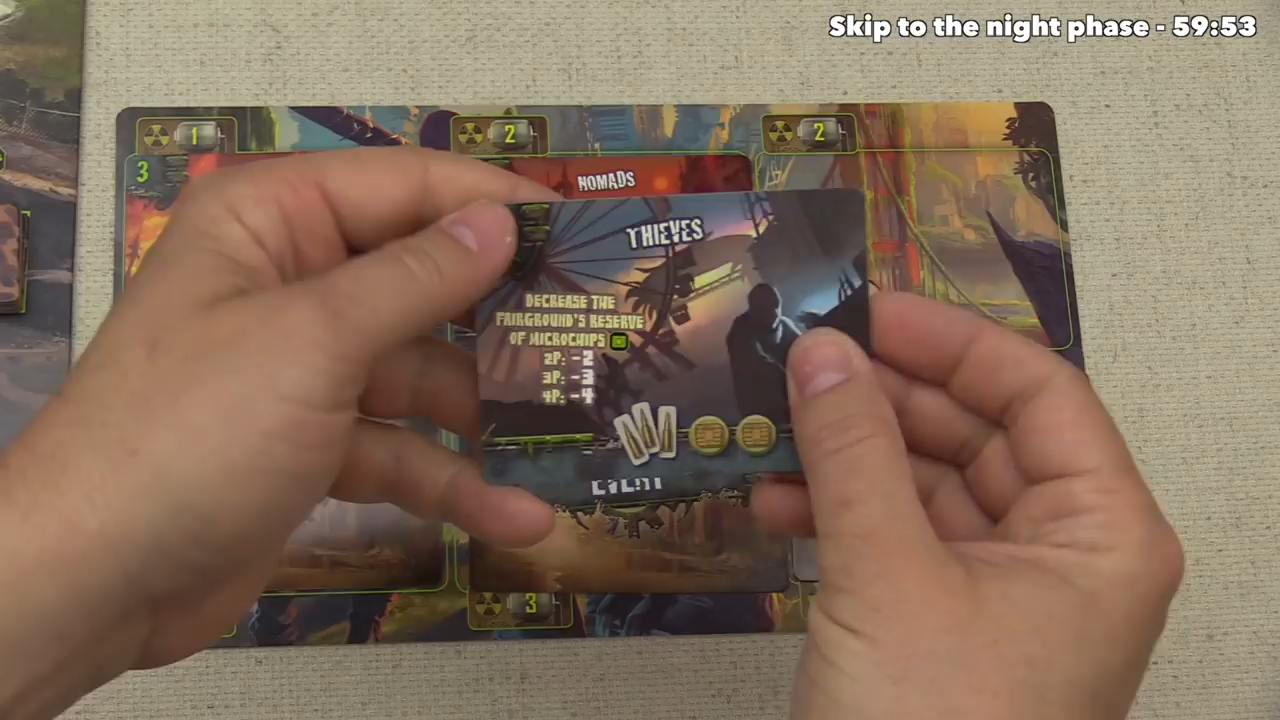 Skip to the night phase - 59:53
1
2
2
3
NOMADS
THIEVES
DECREASE THE
FAIRGROUND'S RESERVE
OF MICROCHIPS
2P: -2
3P: -3
4P: -4
EVENT
3